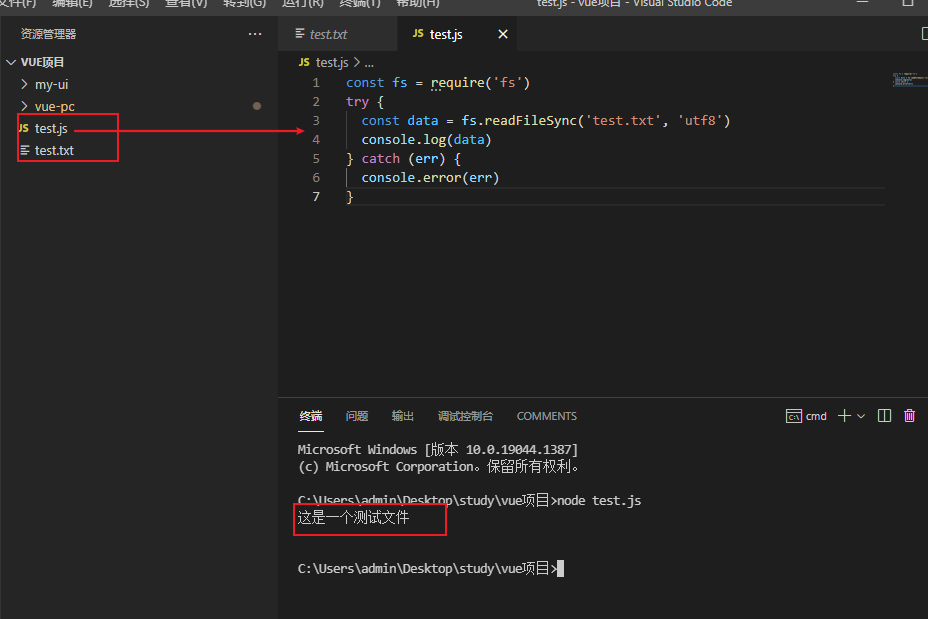 文件(F) 编辑(E) 选择(S) 查看(V) 转到(G) 运行(R) 终端(T) 帮助(H) test.js - vue项目 - Visual Studio Code
资源管理器 ···
test.txt
JS test.js
VUE项目
my-ui
vue-pc
JS test.js
test.txt
JS test.js > ...
1 const fs = require('fs')
2 try {
3 const data = fs.readFileSync('test.txt', 'utf8')
4 console.log(data)
5 } catch (err) {
6 console.error(err)
7 }
终端 问题 输出 调试控制台 COMMENTS cmd
Microsoft Windows [版本 10.0.19044.1387]
(c) Microsoft Corporation。保留所有权利。
C:\Users\admin\Desktop\study\vue项目>node test.js
这是一个测试文件
C:\Users\admin\Desktop\study\vue项目>